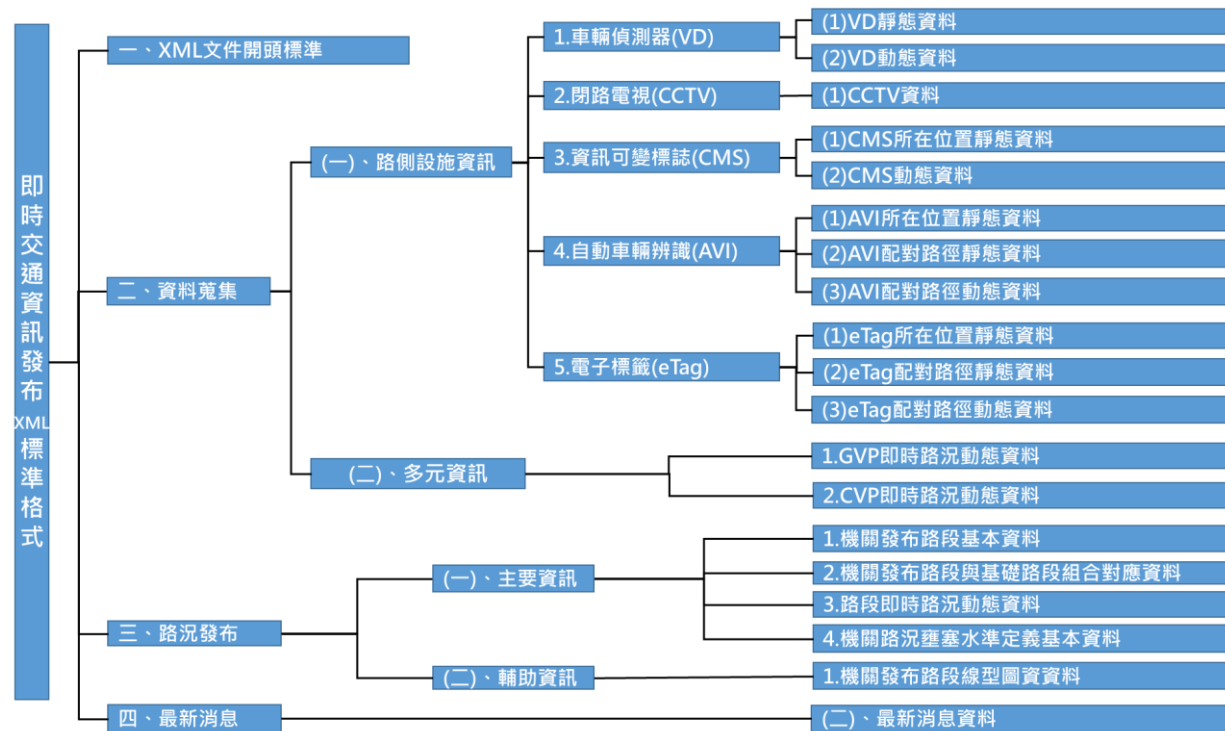 即時交通資訊發布XML標準格式
一、XML文件開頭標準
二、資料蒐集
(一)、路側設施資訊
1.車輛偵測器(VD)
(1)VD靜態資料
(2)VD動態資料
2.閉路電視(CCTV)
(1)CCTV資料
3.資訊可變標誌(CMS)
(1)CMS所在位置靜態資料
(2)CMS動態資料
4.自動車輛辨識(AVI)
(1)AVI所在位置靜態資料
(2)AVI配對路徑靜態資料
(3)AVI配對路徑動態資料
5.電子標籤(eTag)
(1)eTag所在位置靜態資料
(2)eTag配對路徑靜態資料
(3)eTag配對路徑動態資料
(二)、多元資訊
1.GVP即時路況動態資料
2.CVP即時路況動態資料
三、路況發布
(一)、主要資訊
1.機關發布路段基本資料
2.機關發布路段與基礎路段組合對應資料
3.路段即時路況動態資料
4.機關路況壅塞水準定義基本資料
(二)、輔助資訊
1.機關發布路段線型圖資資料
四、最新消息
(二)、最新消息資料